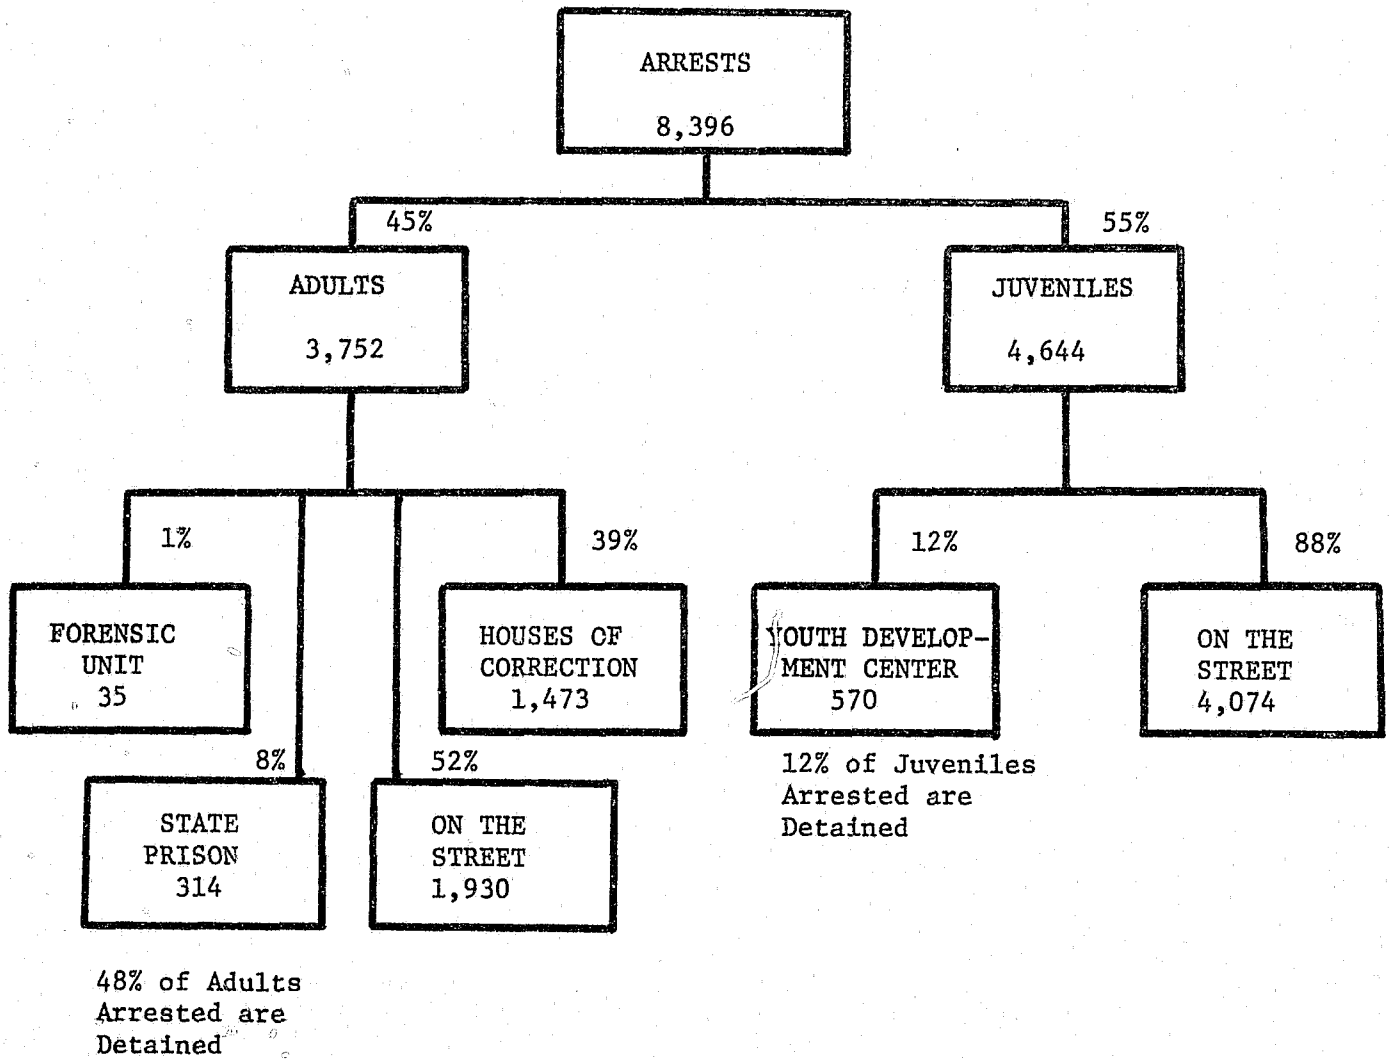 ARRESTS
8,396
45%
55%
ADULTS
3,752
JUVENILES
4,644
1%
39%
12%
88%
FORENSIC
UNIT
35
HOUSES OF
CORRECTION
1,473
YOUTH DEVELOP-
MENT CENTER
570
ON THE
STREET
4,074
8%
52%
STATE
PRISON
314
ON THE
STREET
1,930
12% of Juveniles
Arrested are
Detained
48% of Adults
Arrested are
Detained